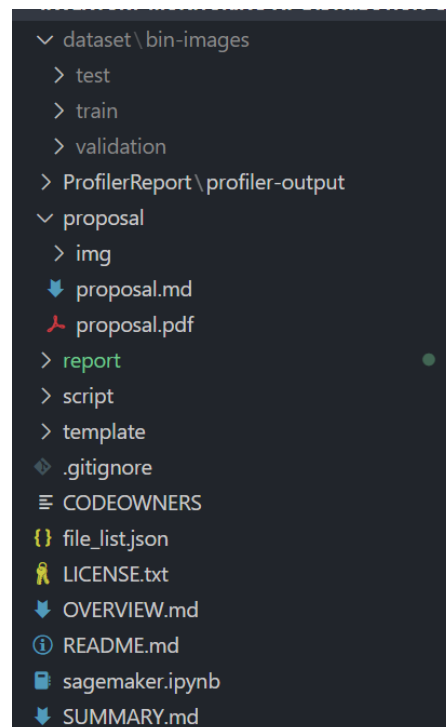 dataset\bin-images
test
train
validation
ProfilerReport\profiler-output
proposal
img
proposal.md
proposal.pdf
report
script
template
.gitignore
CODEOWNERS
file_list.json
LICENSE.txt
OVERVIEW.md
README.md
sagemaker.ipynb
SUMMARY.md